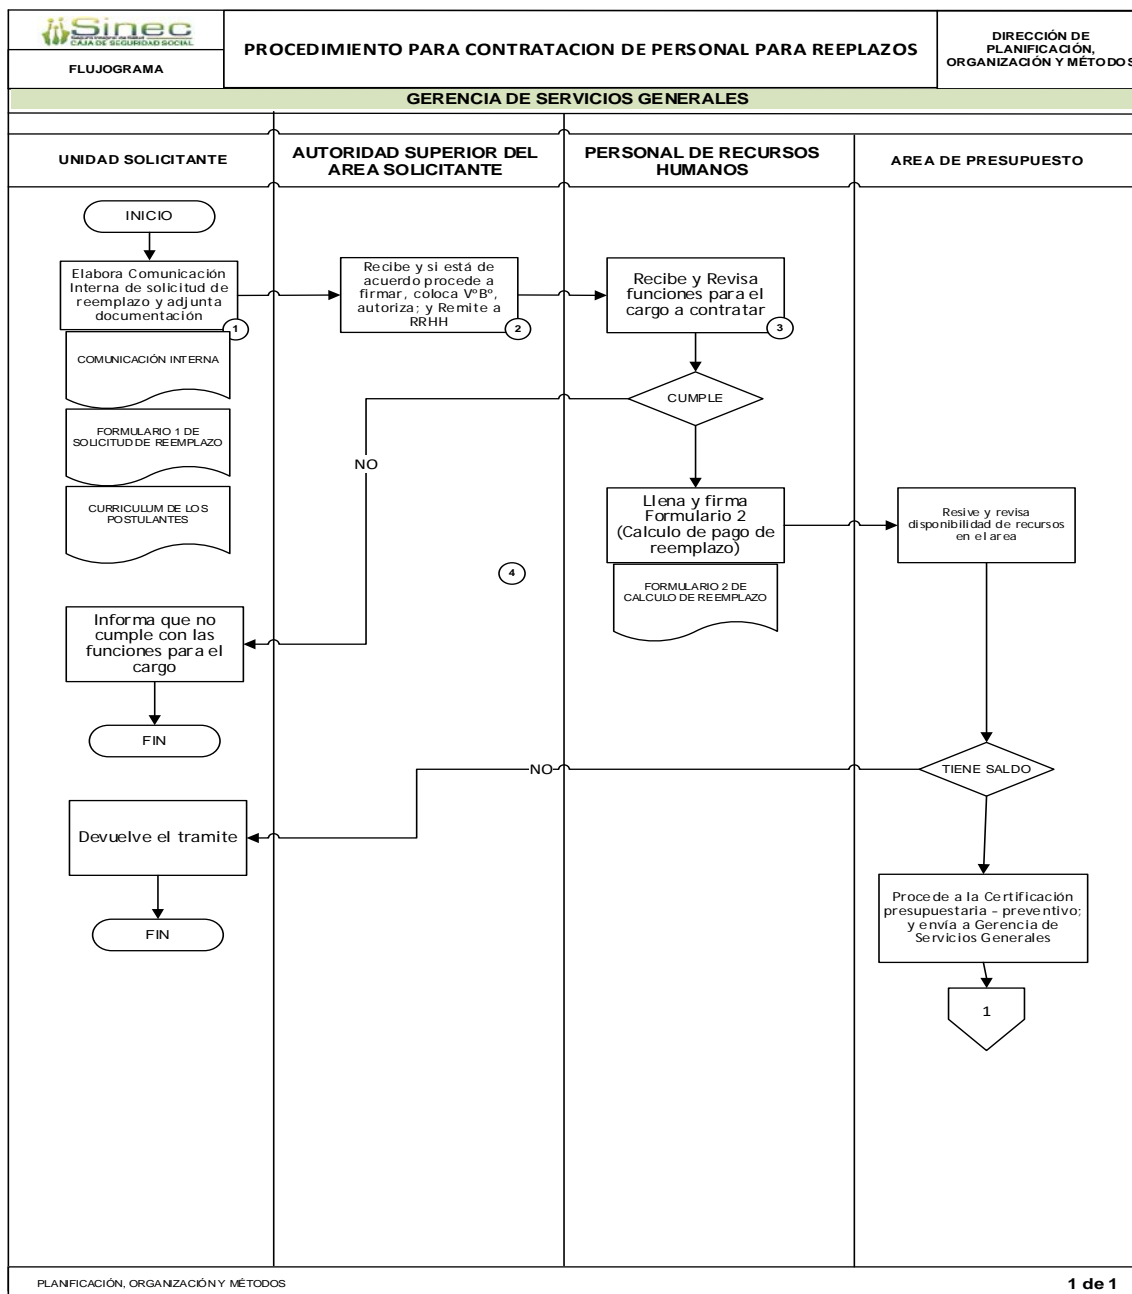 Sinec
CAJA DE SEGURIDAD SOCIAL
FLUJOGRAMA
PROCEDIMIENTO PARA CONTRATACION DE PERSONAL PARA REEPLAZOS
DIRECCIÓN DE
PLANIFICACIÓN,
ORGANIZACIÓN Y MÉTODOS
GERENCIA DE SERVICIOS GENERALES
UNIDAD SOLICITANTE
AUTORIDAD SUPERIOR DEL
AREA SOLICITANTE
PERSONAL DE RECURSOS
HUMANOS
AREA DE PRESUPUESTO
INICIO
Elabora Comunicación
Interna de solicitud de
reemplazo y adjunta
documentación
1
Recibe y si está de
acuerdo procede a
firmar, coloca VºBº,
autoriza; y Remite a
RRHH
2
Recibe y Revisa
funciones para el
cargo a contratar
3
COMUNICACIÓN INTERNA
FORMULARIO 1 DE
SOLICITUD DE REEMPLAZO
CURRICULUM DE LOS
POSTULANTES
CUMPLE
NO
Llena y firma
Formulario 2
(Calculo de pago de
reemplazo)
FORMULARIO 2 DE
CALCULO DE REEMPLAZO
Resive y revisa
disponibilidad de recursos
en el area
4
Informa que no
cumple con las
funciones para el
cargo
FIN
TIENE SALDO
NO
Devuelve el tramite
FIN
Procede a la Certificación
presupuestaria – preventivo;
y envía a Gerencia de
Servicios Generales
1
PLANIFICACIÓN, ORGANIZACIÓN Y MÉTODOS
1 de 1